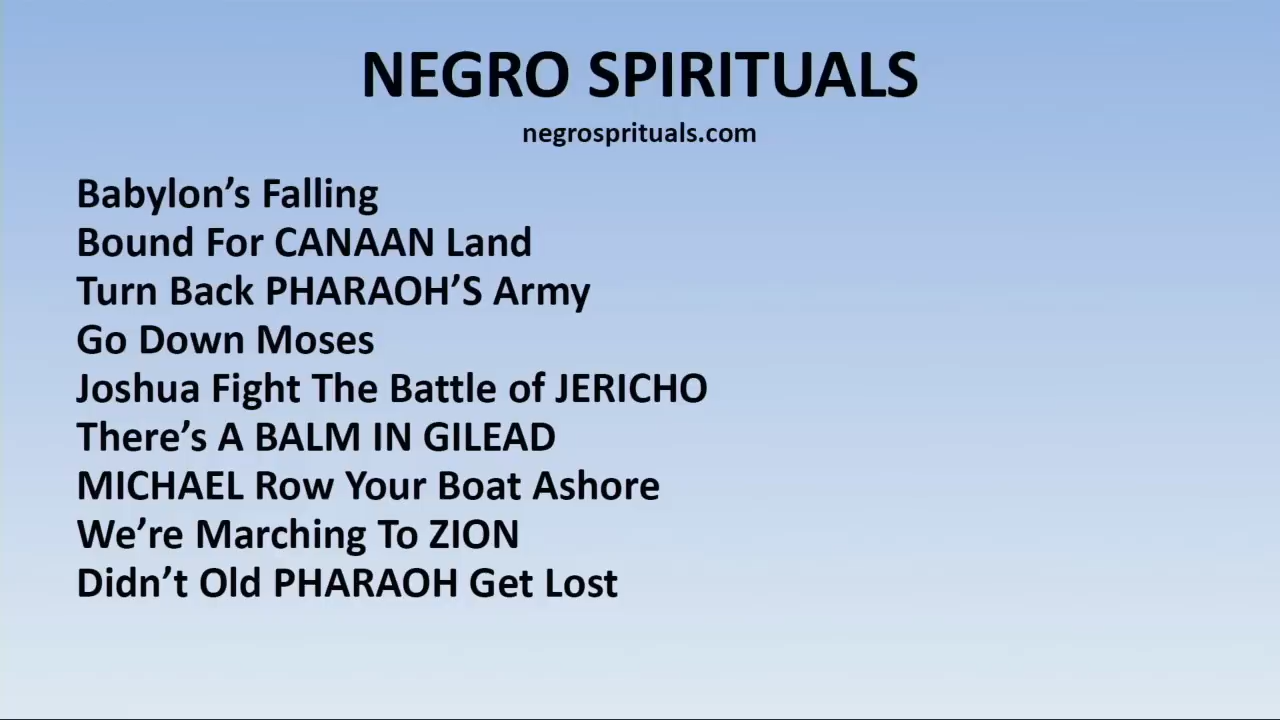 NEGRO SPIRITUALS
negrosprituals.com
Babylon’s Falling
Bound For CANAAN Land
Turn Back PHARAOH’S Army
Go Down Moses
Joshua Fight The Battle of JERICHO
There’s A BALM IN GILEAD
MICHAEL Row Your Boat Ashore
We’re Marching To ZION
Didn’t Old PHARAOH Get Lost